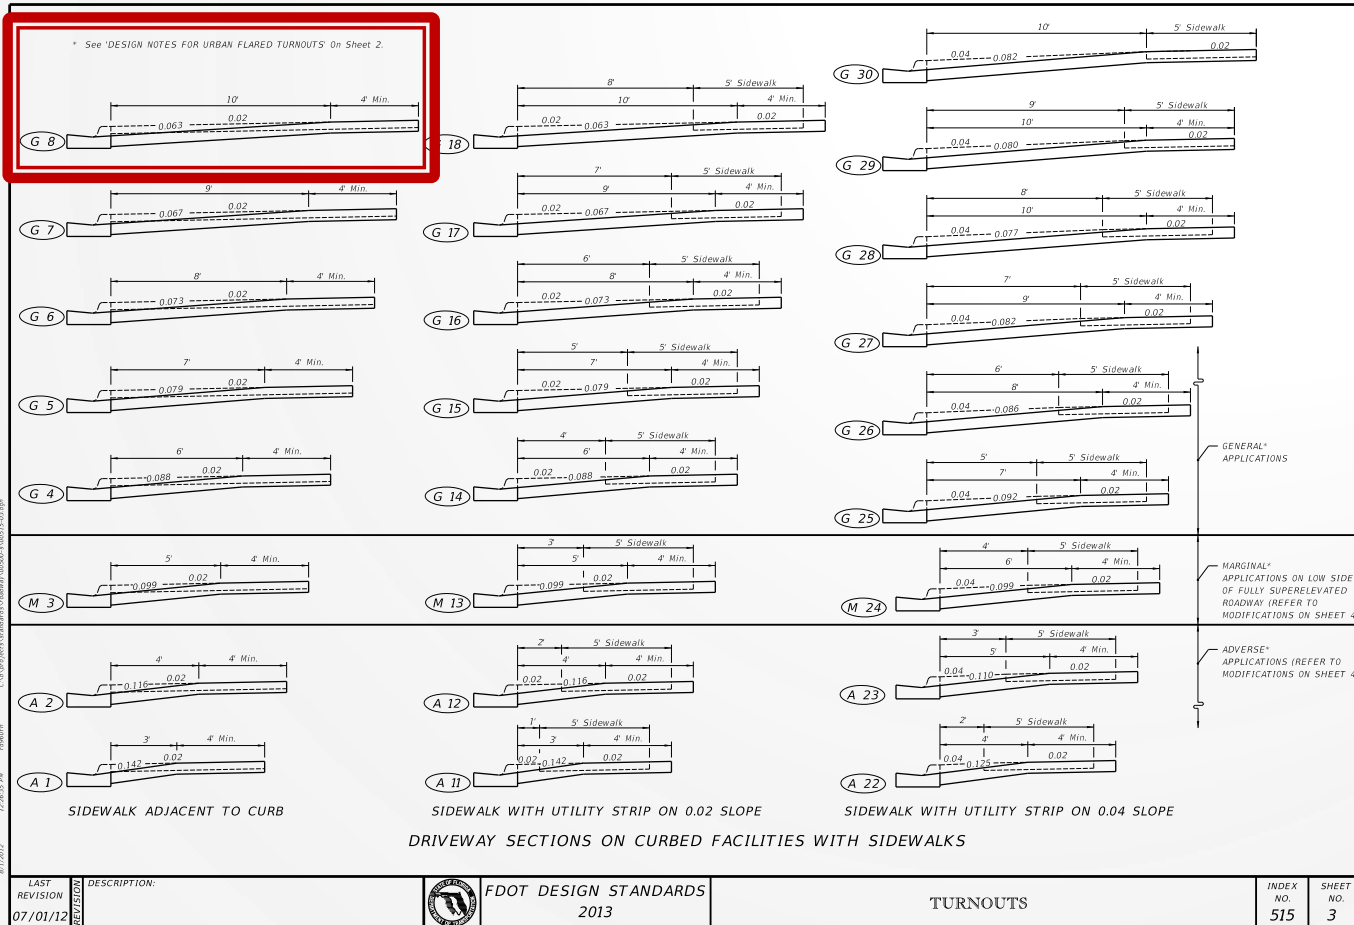 * See 'DESIGN NOTES FOR URBAN FLARED TURNOUTS' On Sheet 2.
10' 4' Min.
0.063 0.02
G 8
9' 4' Min.
0.067 0.02
G 7
8' 4' Min.
0.073 0.02
G 6
7' 4' Min.
0.079 0.02
G 5
6' 4' Min.
0.088 0.02
G 4
5' 4' Min.
0.099 0.02
M 3
4' 4' Min.
0.116 0.02
A 2
3' 4' Min.
0.142 0.02
A 1
SIDEWALK ADJACENT TO CURB
8' 5' Sidewalk
10' 4' Min.
0.02 0.063 0.02
18
7' 5' Sidewalk
9' 4' Min.
0.02 0.067 0.02
G 17
6' 5' Sidewalk
8' 4' Min.
0.02 0.073 0.02
G 16
5' 5' Sidewalk
7' 4' Min.
0.02 0.079 0.02
G 15
4' 5' Sidewalk
6' 4' Min.
0.02 0.088 0.02
G 14
3' 5' Sidewalk
5' 4' Min.
0.099 0.02
M 13
2' 5' Sidewalk
4' 4' Min.
0.02 0.116 0.02
A 12
1' 5' Sidewalk
3' 4' Min.
0.02 0.142 0.02
A 11
SIDEWALK WITH UTILITY STRIP ON 0.02 SLOPE
10' 5' Sidewalk
0.04 0.082 0.02
G 30
9' 5' Sidewalk
10' 4' Min.
0.04 0.080 0.02
G 29
8' 5' Sidewalk
10' 4' Min.
0.04 0.077 0.02
G 28
7' 5' Sidewalk
9' 4' Min.
0.04 0.082 0.02
G 27
6' 5' Sidewalk
8' 4' Min.
0.04 0.086 0.02
G 26
5' 5' Sidewalk
7' 4' Min.
0.04 0.092 0.02
G 25
4' 5' Sidewalk
6' 4' Min.
0.04 0.099 0.02
M 24
3' 5' Sidewalk
5' 4' Min.
0.04 0.110 0.02
A 23
2' 5' Sidewalk
4' 4' Min.
0.04 0.125 0.02
A 22
SIDEWALK WITH UTILITY STRIP ON 0.04 SLOPE
GENERAL*
APPLICATIONS
MARGINAL*
APPLICATIONS ON LOW SIDE
OF FULLY SUPERELEVATED
ROADWAY (REFER TO
MODIFICATIONS ON SHEET 4
ADVERSE*
APPLICATIONS (REFER TO
MODIFICATIONS ON SHEET 4
DRIVEWAY SECTIONS ON CURBED FACILITIES WITH SIDEWALKS
LAST
REVISION
07/01/12
REVISION
DESCRIPTION:
FDOT DESIGN STANDARDS
2013
TURNOUTS
INDEX
NO.
515
SHEET
NO.
3